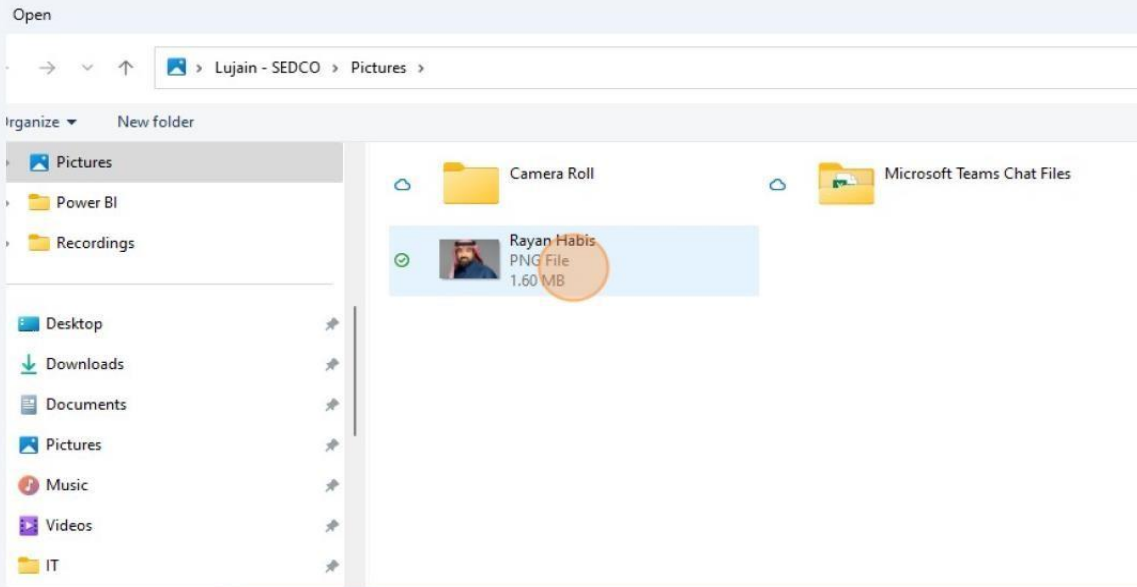 Open
Lujain - SEDCO > Pictures >
New folder
Pictures
Power BI
Recordings
Desktop
Downloads
Documents
Pictures
Music
Videos
IT
Camera Roll
Microsoft Teams Chat Files
Rayan Habis
PNG File
1.60 MB